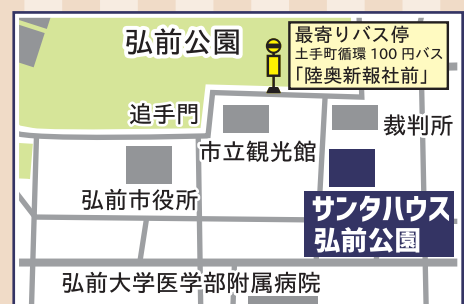 弘前公園
最寄りバス停
土手町循環 100 円バス
「陸奥新報社前」
追手門
裁判所
市立観光館
弘前市役所
サンタハウス
弘前公園
弘前大学医学部附属病院